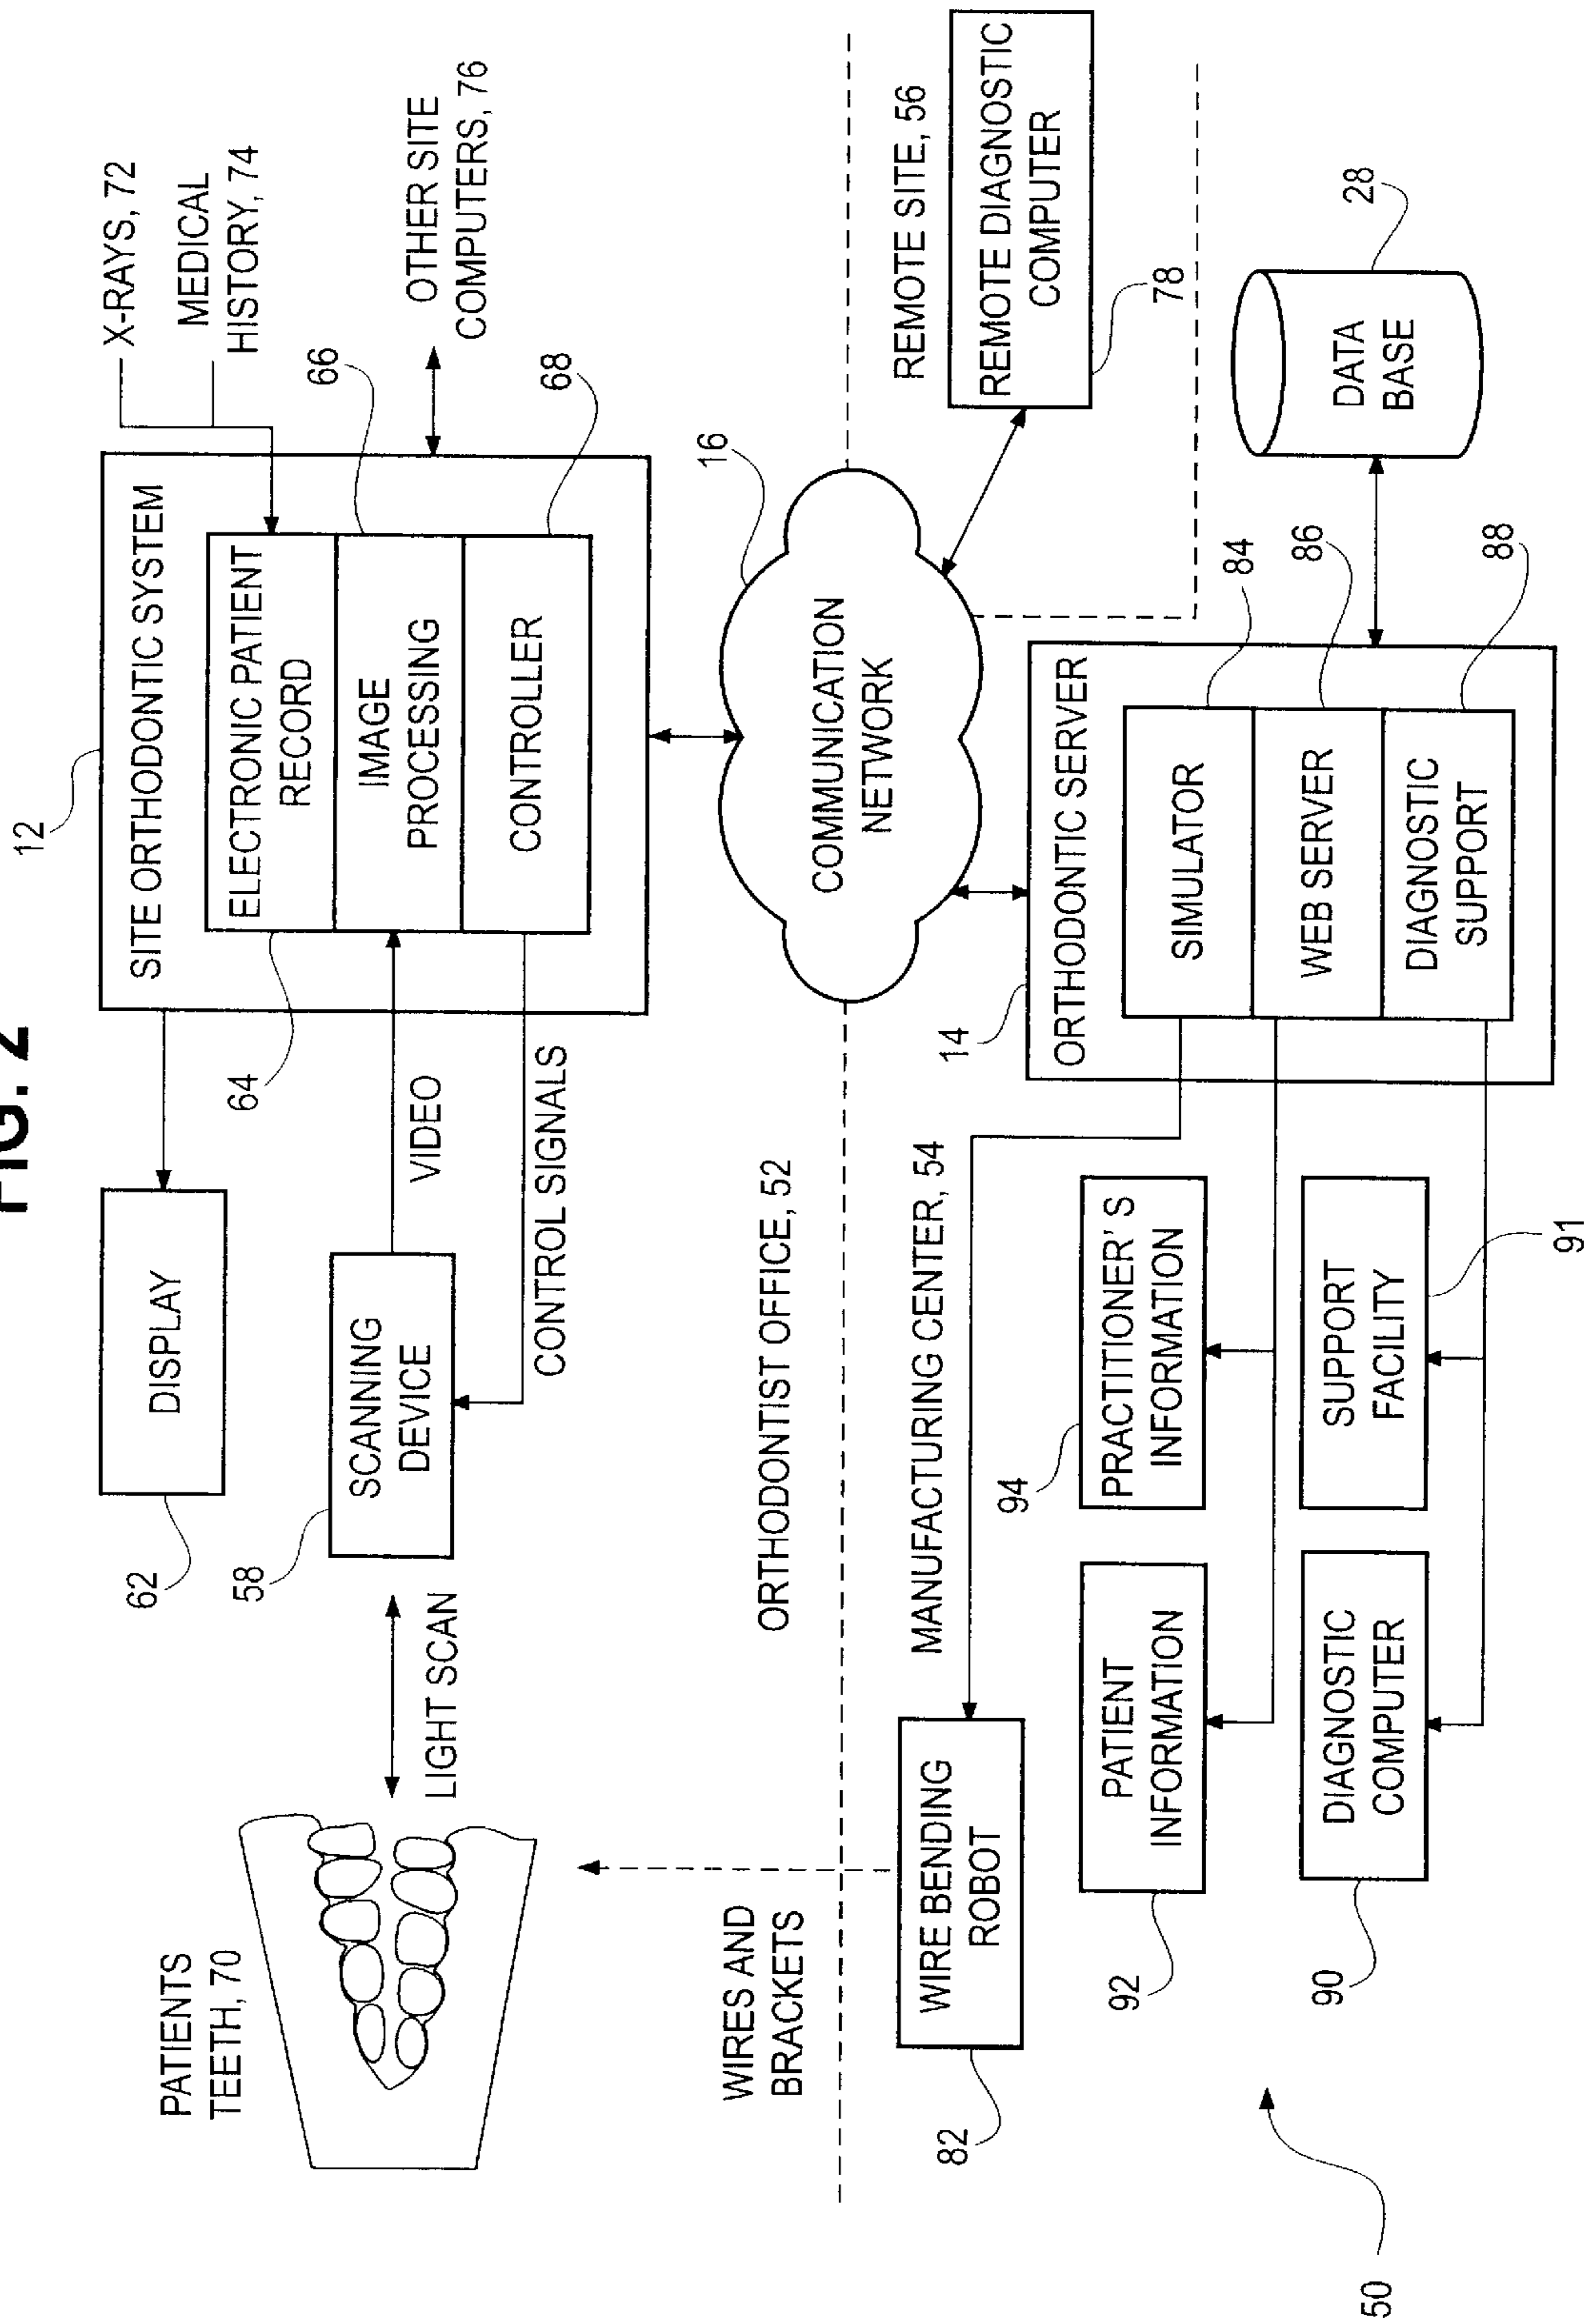 FIG. 2
12
SITE ORTHODONTIC SYSTEM
X-RAYS, 72
MEDICAL
HISTORY, 74
ELECTRONIC PATIENT
RECORD
IMAGE
PROCESSING
CONTROLLER
64
66
68
OTHER SITE
COMPUTERS, 76
DISPLAY
62
SCANNING
DEVICE
58
VIDEO
CONTROL SIGNALS
LIGHT SCAN
PATIENTS
TEETH, 70
WIRES AND
BRACKETS
ORTHODONTIST OFFICE, 52
COMMUNICATION
NETWORK
16
REMOTE SITE, 56
REMOTE DIAGNOSTIC
COMPUTER
78
MANUFACTURING CENTER, 54
WIRE BENDING
ROBOT
82
14
ORTHODONTIC SERVER
SIMULATOR
WEB SERVER
DIAGNOSTIC
SUPPORT
84
86
88
DATA
BASE
28
PATIENT
INFORMATION
92
PRACTITIONER'S
INFORMATION
94
DIAGNOSTIC
COMPUTER
90
SUPPORT
FACILITY
91
50